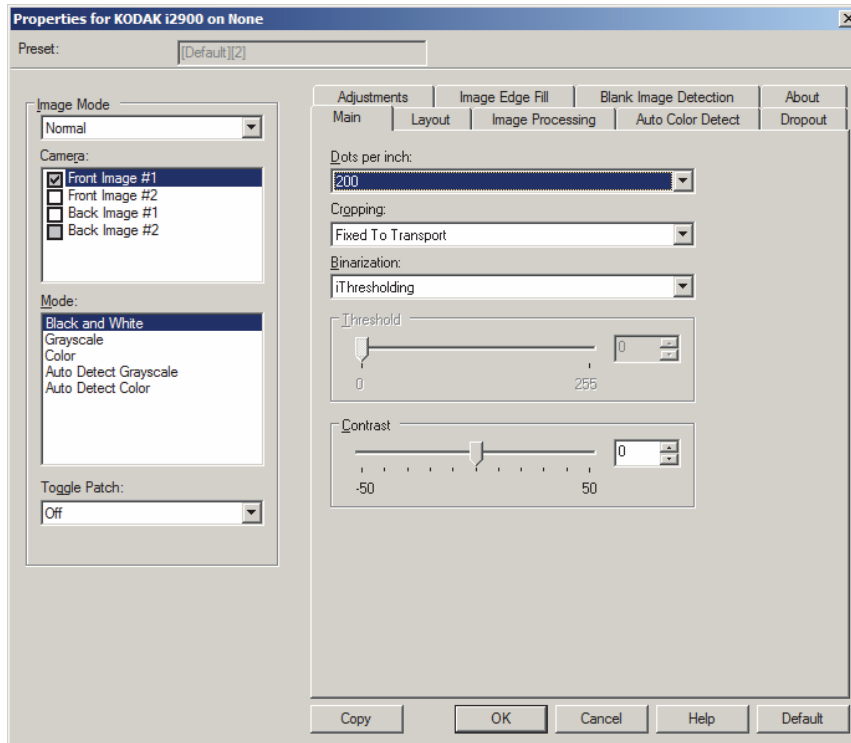 Properties for KODAK i2900 on None
Preset:
[Default][2]
Image Mode
Normal
Camera:
Front Image #1
Front Image #2
Back Image #1
Back Image #2
Mode:
Black and White
Grayscale
Color
Auto Detect Grayscale
Auto Detect Color
Toggle Patch:
Off
Adjustments
Image Edge Fill
Blank Image Detection
About
Main
Layout
Image Processing
Auto Color Detect
Dropout
Dots per inch:
200
Cropping:
Fixed To Transport
Binarization:
iThresholding
Threshold
0
0
255
Contrast
0
-50
50
Copy
OK
Cancel
Help
Default